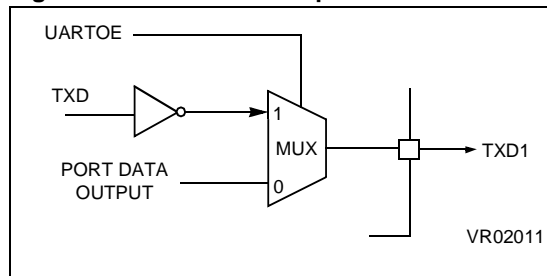 UARTOE
TXD
1
MUX
TXD1
PORT DATA
OUTPUT
0
VR02011